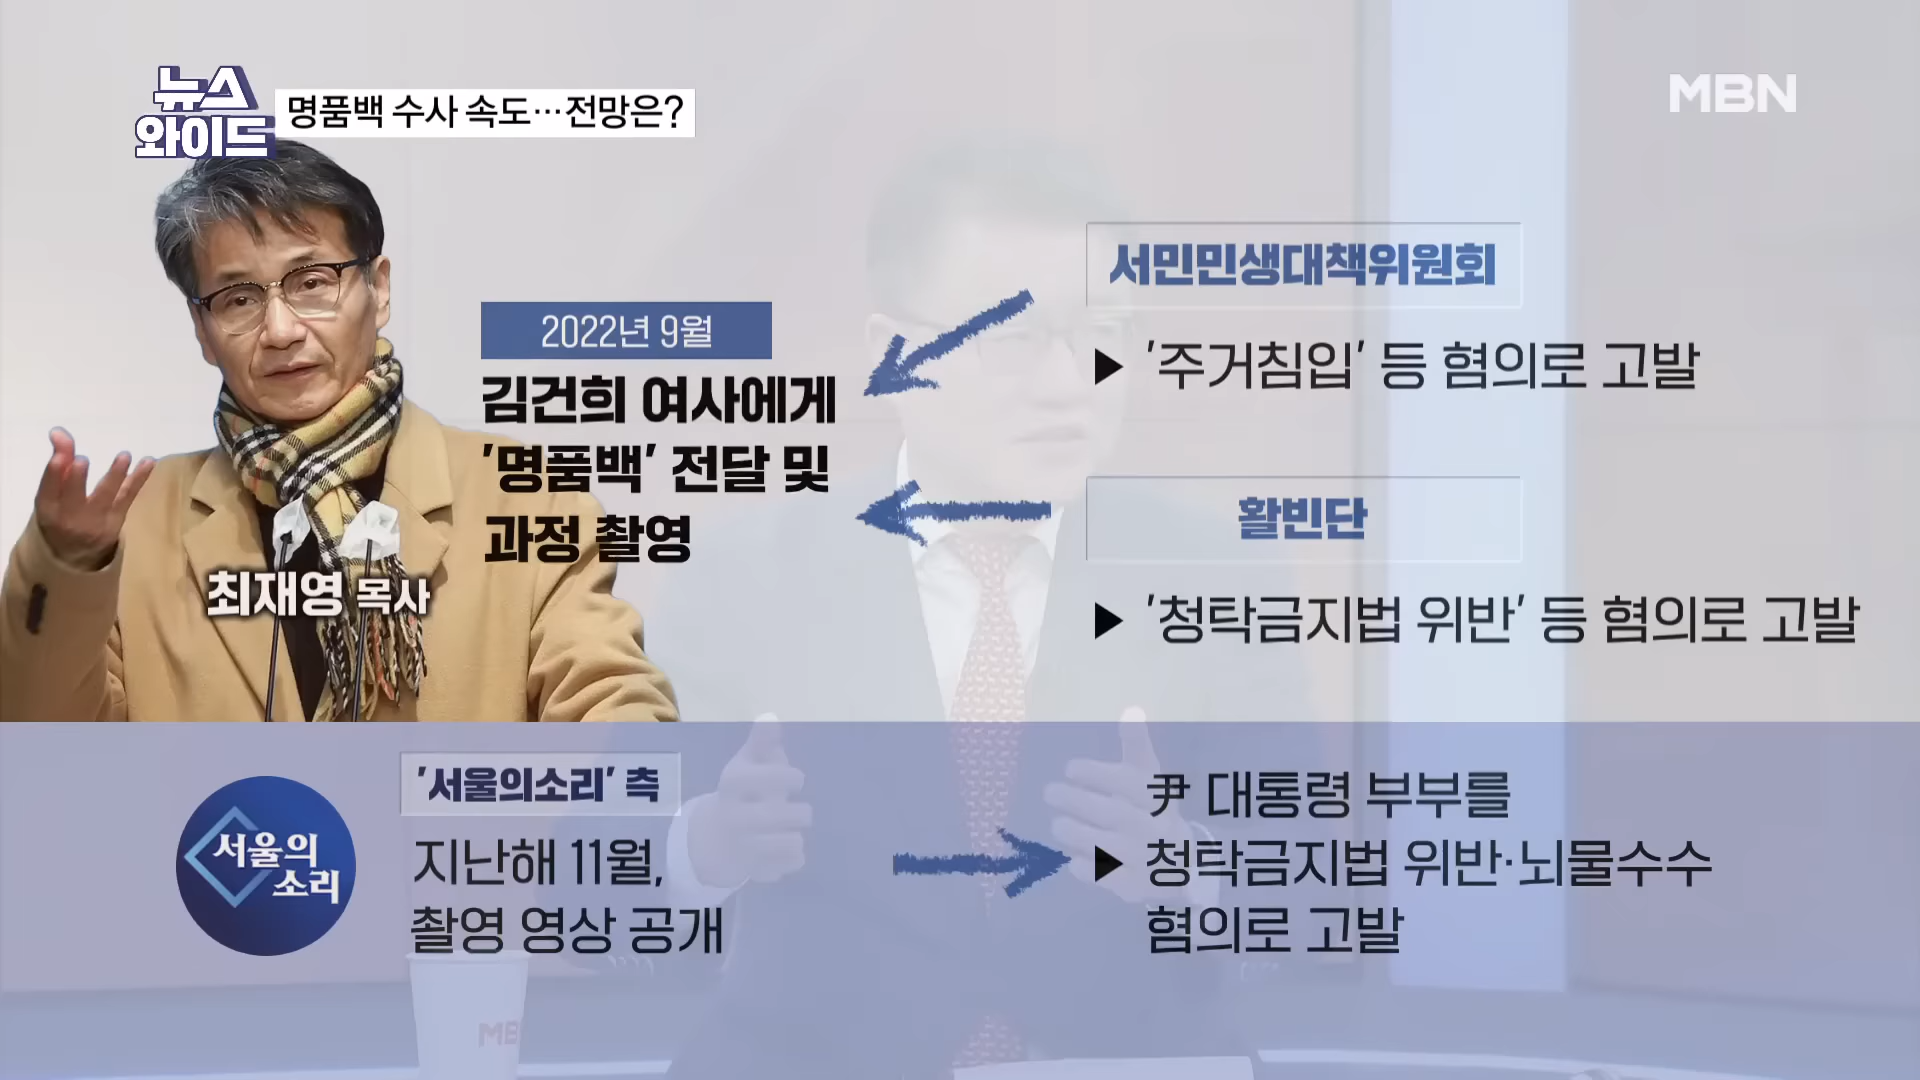 뉴스
와이드
명품백 수사 속도…전망은?
MBN
2022년 9월
김건희 여사에게
'명품백' 전달 및
과정 촬영
최재영 목사
서민민생대책위원회
▶ '주거침입' 등 혐의로 고발
활빈단
▶ '청탁금지법 위반' 등 혐의로 고발
서울의
소리
'서울의소리' 측
지난해 11월,
촬영 영상 공개
尹 대통령 부부를
▶ 청탁금지법 위반·뇌물수수
혐의로 고발
MBN